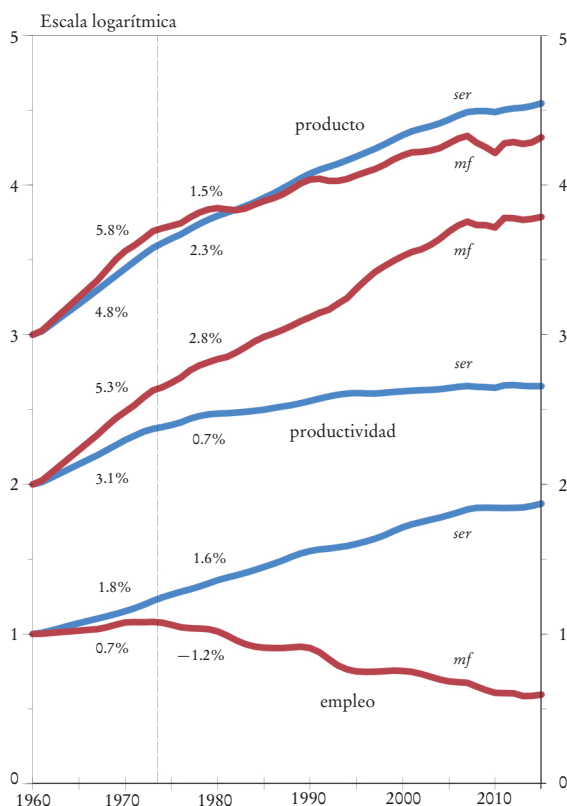 Escala logarítmica
5 5
ser
producto
mf
1.5%
4 4
5.8%
2.3%
4.8%
mf
3 3
2.8%
ser
5.3%
productividad
0.7%
3.1%
2 2
ser
1.6%
1.8%
1 1
0.7%
—1.2%
mf
empleo
0 0
1960 1970 1980 1990 2000 2010